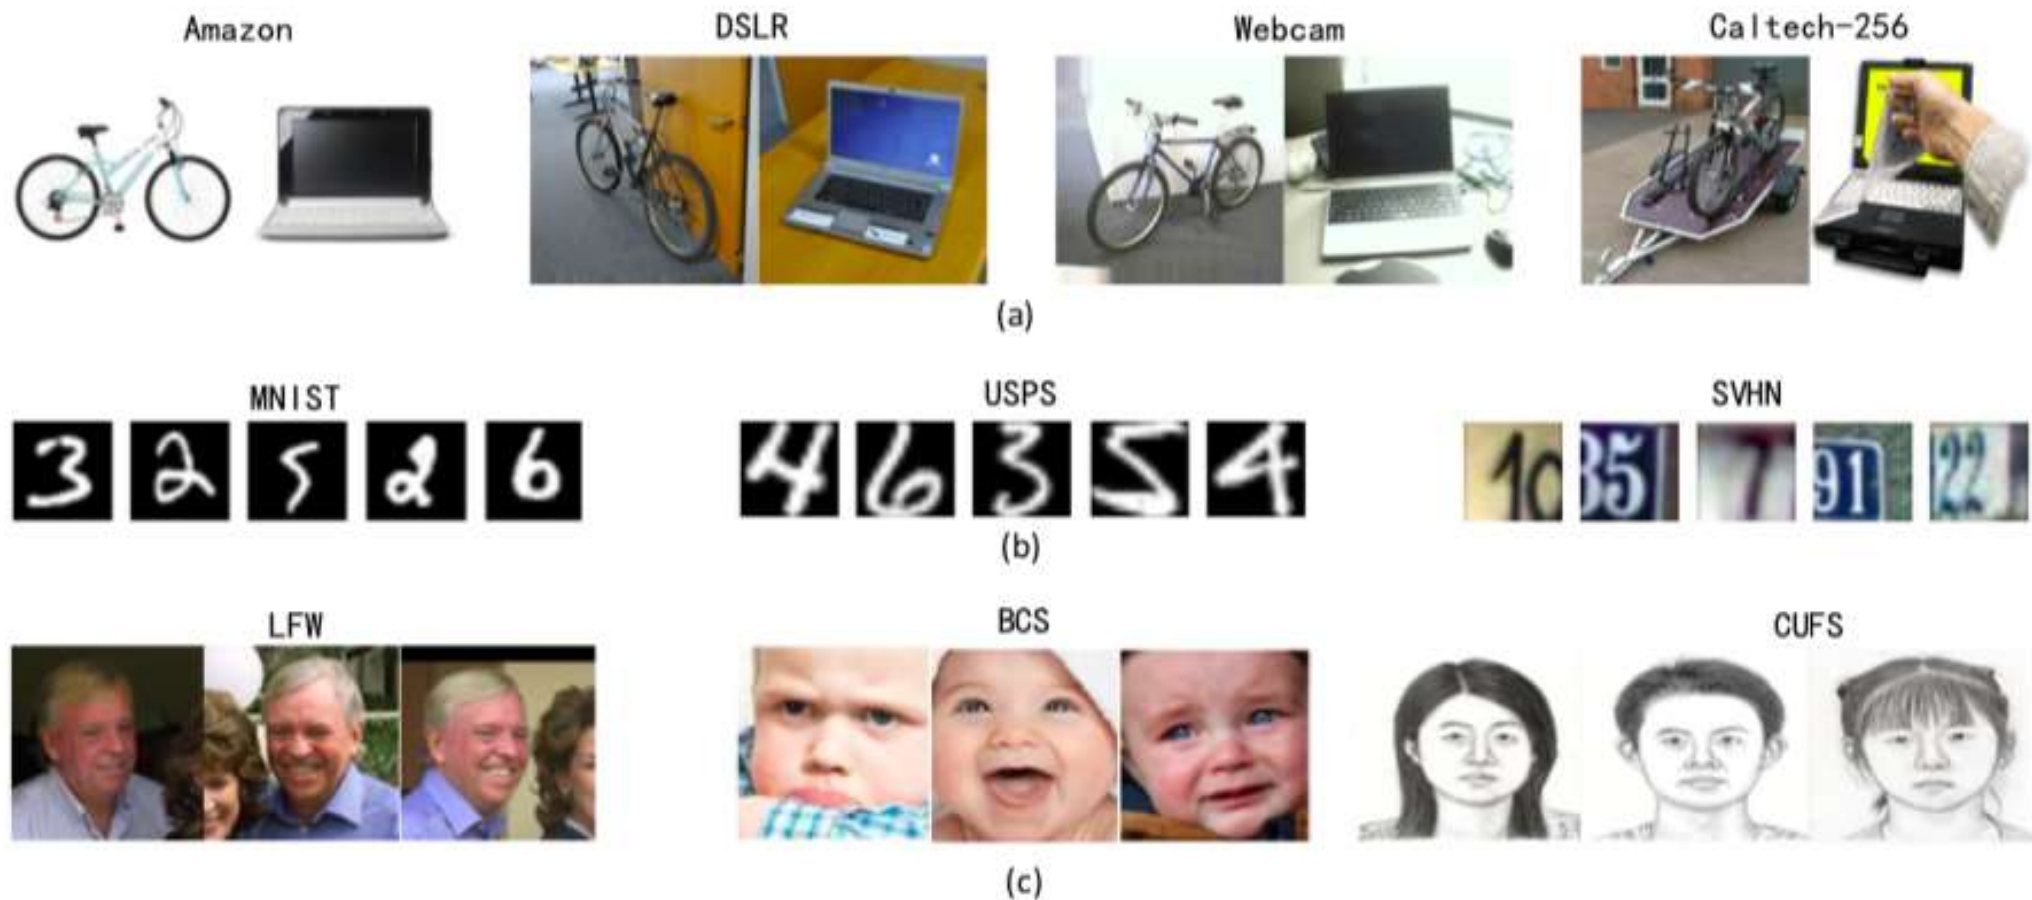 Amazon DSLR Webcam Caltech-256
(a)
MNIST USPS SVHN
3 2 5 2 6 4 6 3 5 4 10 35 7 91 22
(b)
LFW BCS CUFS
(c)